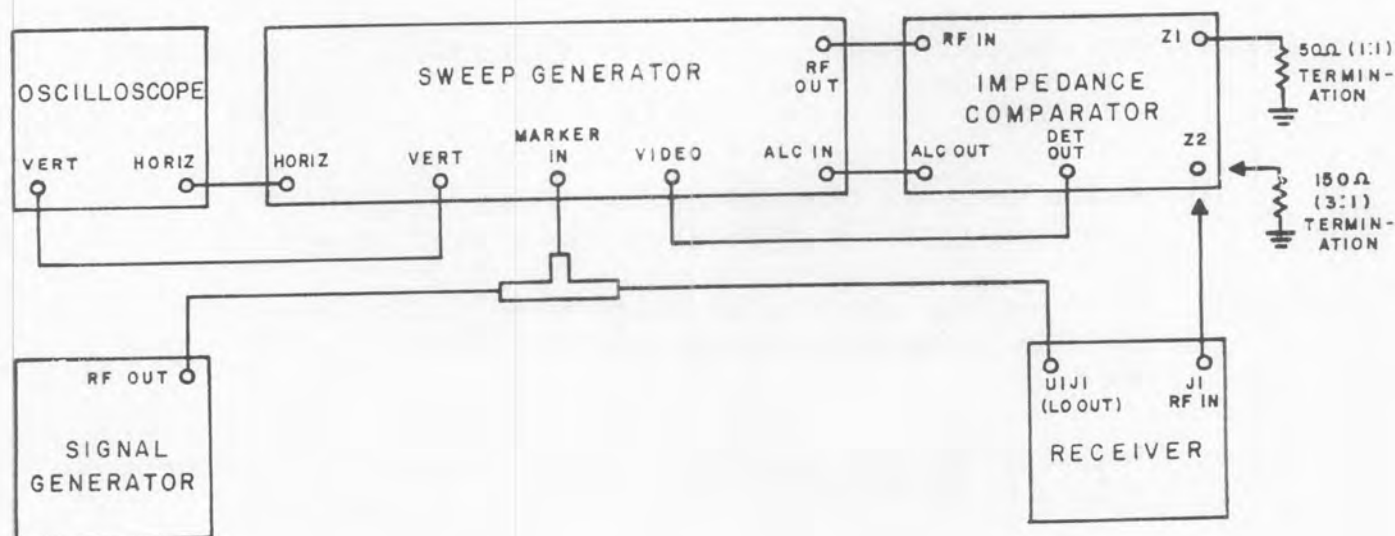 OSCILLOSCOPE
VERT
HORIZ
SWEEP GENERATOR
RF
OUT
HORIZ
VERT
MARKER
IN
VIDEO
ALC IN
RF IN
Z1
IMPEDANCE
COMPARATOR
ALC OUT
DET
OUT
Z2
50Ω (1:1)
TERMIN-
ATION
150Ω
(3:1)
TERMIN-
ATION
RF OUT
SIGNAL
GENERATOR
U1J1
(LO OUT)
J1
RF IN
RECEIVER